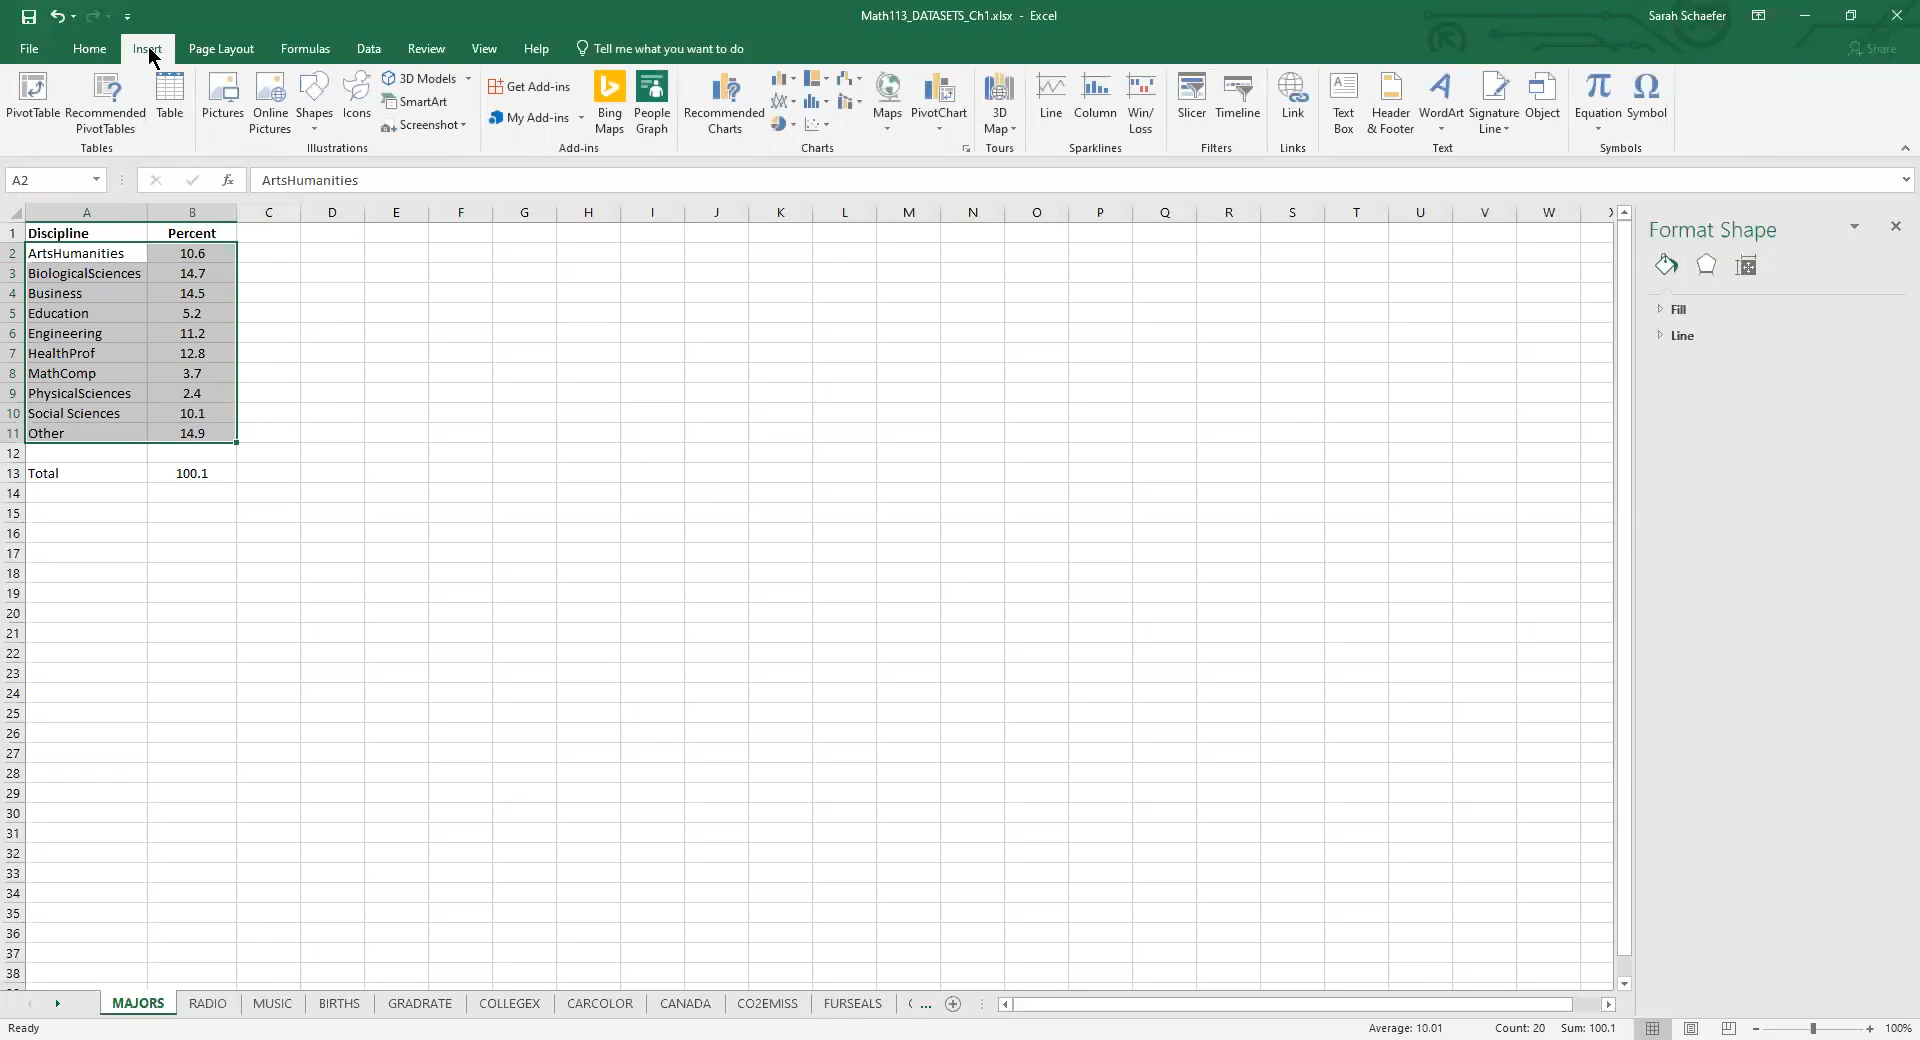 Math113_DATASETS_Ch1.xlsx - Excel
Sarah Schaefer
File Home Insert Page Layout Formulas Data Review View Help Tell me what you want to do Share
PivotTable
Recommended PivotTables
Table
Tables
Pictures
Online Pictures
Shapes
Icons
3D Models
SmartArt
Screenshot
Illustrations
Get Add-ins
My Add-ins
Bing Maps
People Graph
Add-ins
Recommended Charts
Maps
PivotChart
Charts
3D Map
Tours
Line
Column
Win/ Loss
Sparklines
Slicer
Timeline
Filters
Link
Links
Text Box
Header & Footer
WordArt
Signature Line
Object
Text
Equation
Symbol
Symbols
A2 fx ArtsHumanities
A B C D E F G H I J K L M N O P Q R S T U V W
1 Discipline Percent
2 ArtsHumanities 10.6
3 BiologicalSciences 14.7
4 Business 14.5
5 Education 5.2
6 Engineering 11.2
7 HealthProf 12.8
8 MathComp 3.7
9 PhysicalSciences 2.4
10 Social Sciences 10.1
11 Other 14.9
12
13 Total 100.1
14
15
16
17
18
19
20
21
22
23
24
25
26
27
28
29
30
31
32
33
34
35
36
37
38
Format Shape
Fill
Line
MAJORS RADIO MUSIC BIRTHS GRADRATE COLLEGEX CARCOLOR CANADA CO2EMISS FURSEALS ...
Ready Average: 10.01 Count: 20 Sum: 100.1 100%